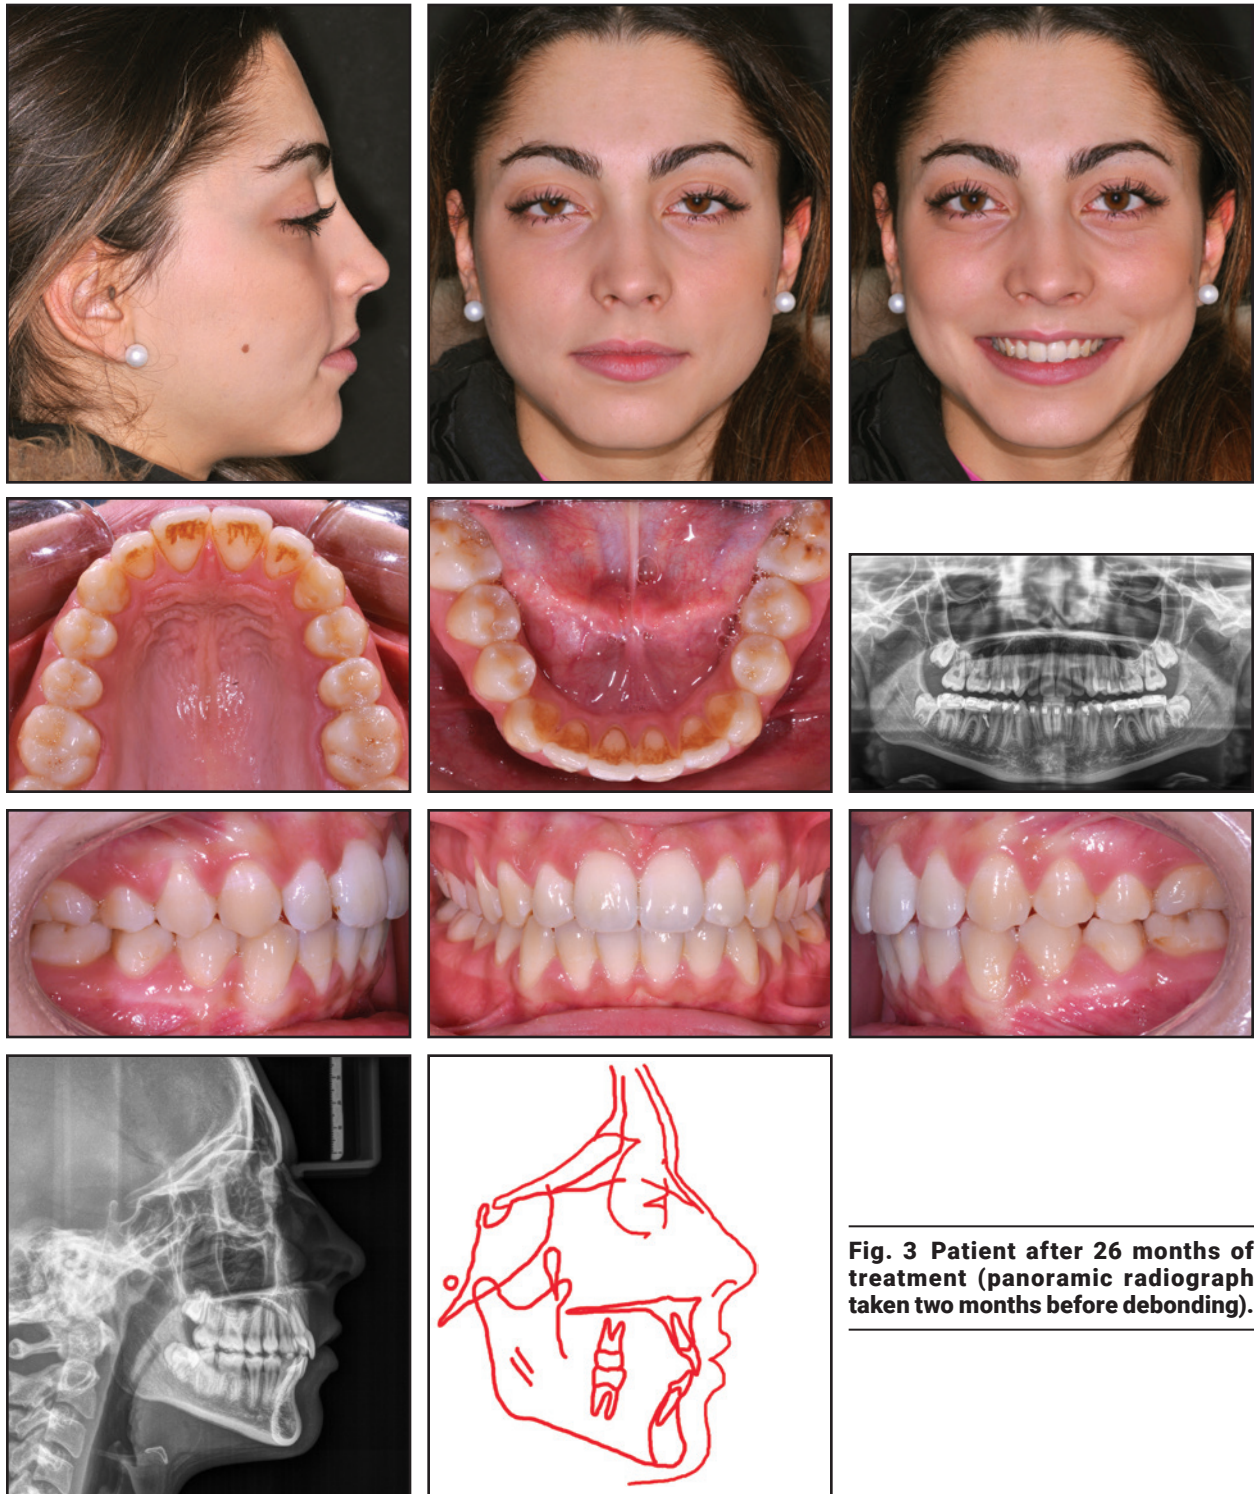 Fig. 3 Patient after 26 months of
treatment (panoramic radiograph
taken two months before debonding).